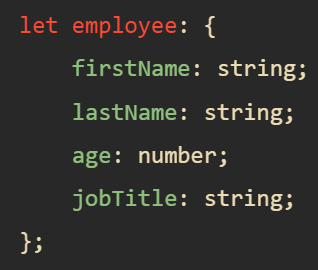 let employee: {
    firstName: string;
    lastName: string;
    age: number;
    jobTitle: string;
};